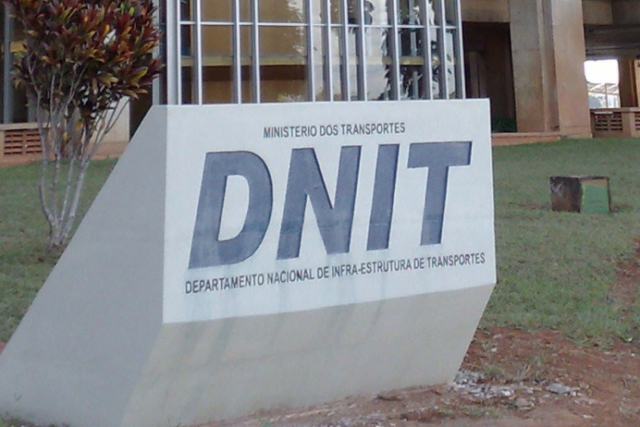 MINISTERIO DOS TRANSPORTES
DNIT
DEPARTAMENTO NACIONAL DE INFRA-ESTRUTURA DE TRANSPORTES